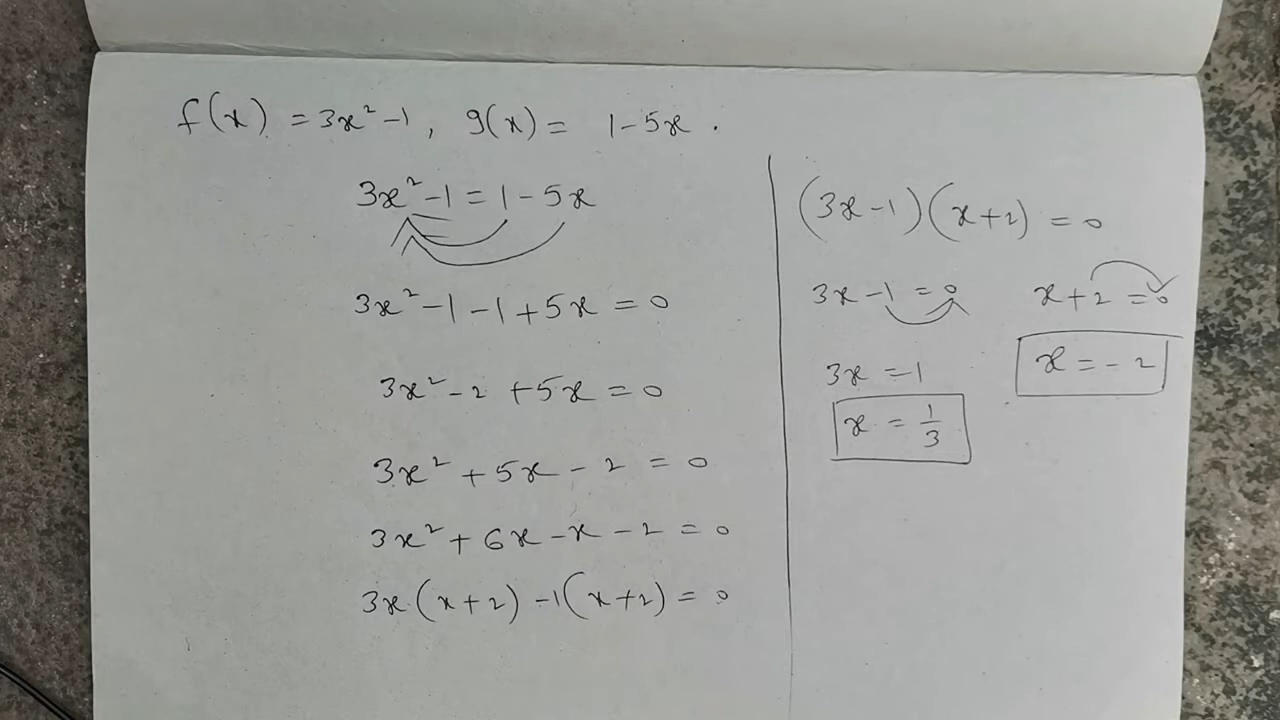 f(x) = 3x² - 1, g(x) = 1 - 5x.
3x² - 1 = 1 - 5x
3x² - 1 - 1 + 5x = 0
3x² - 2 + 5x = 0
3x² + 5x - 2 = 0
3x² + 6x - x - 2 = 0
3x(x+2) - 1(x+2) = 0
(3x-1)(x+2) = 0
3x - 1 = 0
3x = 1
x = 1/3
x + 2 = 0
x = -2